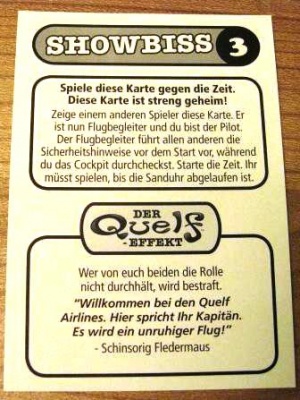 SHOWBISS 3
Spiele diese Karte gegen die Zeit.
Diese Karte ist streng geheim!
Zeige einem anderen Spieler diese Karte. Er
ist nun Flugbegleiter und du bist der Pilot.
Der Flugbegleiter führt allen anderen die
Sicherheitshinweise vor dem Start vor, während
du das Cockpit durchcheckst. Starte die Zeit. Ihr
müsst spielen, bis die Sanduhr abgelaufen ist.
DER
Quelf
-EFFEKT
Wer von euch beiden die Rolle
nicht durchhält, wird bestraft.
"Willkommen bei den Quelf
Airlines. Hier spricht Ihr Kapitän.
Es wird ein unruhiger Flug!"
- Schinsorig Fledermaus